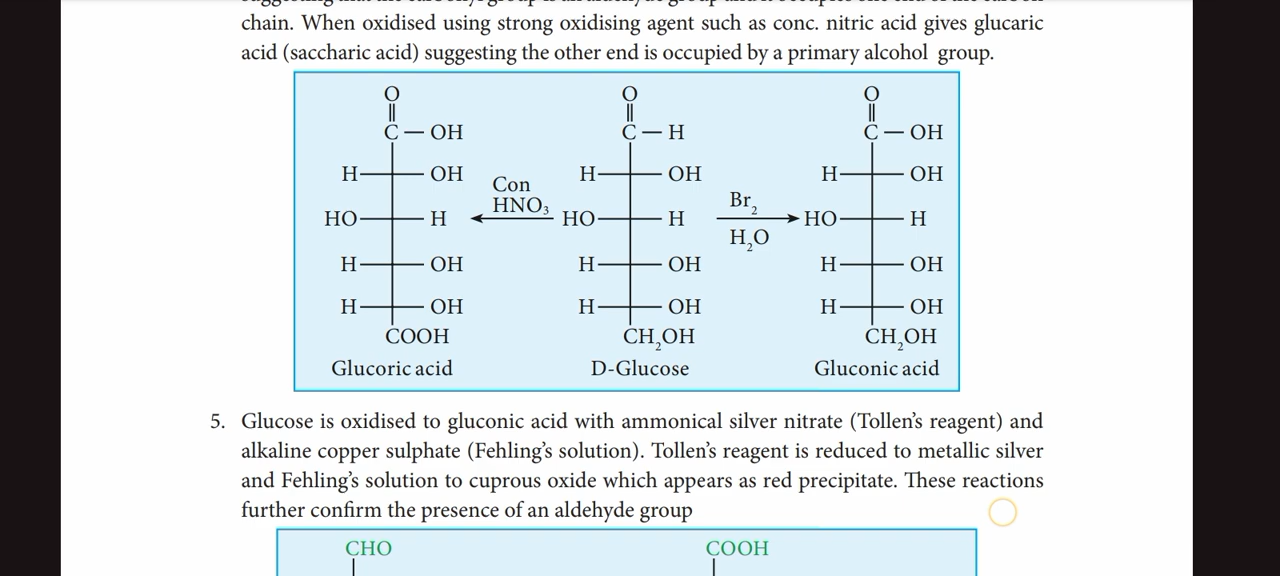 chain. When oxidised using strong oxidising agent such as conc. nitric acid gives glucaric
acid (saccharic acid) suggesting the other end is occupied by a primary alcohol group.
O O O
C — OH C — H C — OH
H OH H OH H OH
Con
HNO₃ Br₂
HO H HO H HO H
H₂O
H OH H OH H OH
H OH H OH H OH
COOH CH₂OH CH₂OH
Glucoric acid D-Glucose Gluconic acid
5. Glucose is oxidised to gluconic acid with ammonical silver nitrate (Tollen’s reagent) and
alkaline copper sulphate (Fehling’s solution). Tollen’s reagent is reduced to metallic silver
and Fehling’s solution to cuprous oxide which appears as red precipitate. These reactions
further confirm the presence of an aldehyde group
CHO COOH